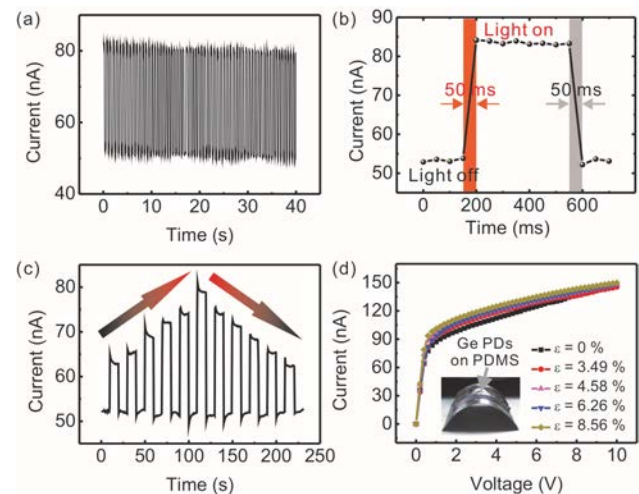 (a)
80
60
40
Current (nA)
0 10 20 30 40
Time (s)
(b)
90
80
70
60
50
Current (nA)
Light on
50 ms
50 ms
Light off
0 200 400 600 800
Time (ms)
(c)
80
70
60
50
Current (nA)
0 50 100 150 200 250
Time (s)
(d)
150
120
90
60
30
0
Current (nA)
Ge PDs
on PDMS
ε = 0 %
ε = 3.49 %
ε = 4.58 %
ε = 6.26 %
ε = 8.56 %
0 2 4 6 8 10
Voltage (V)